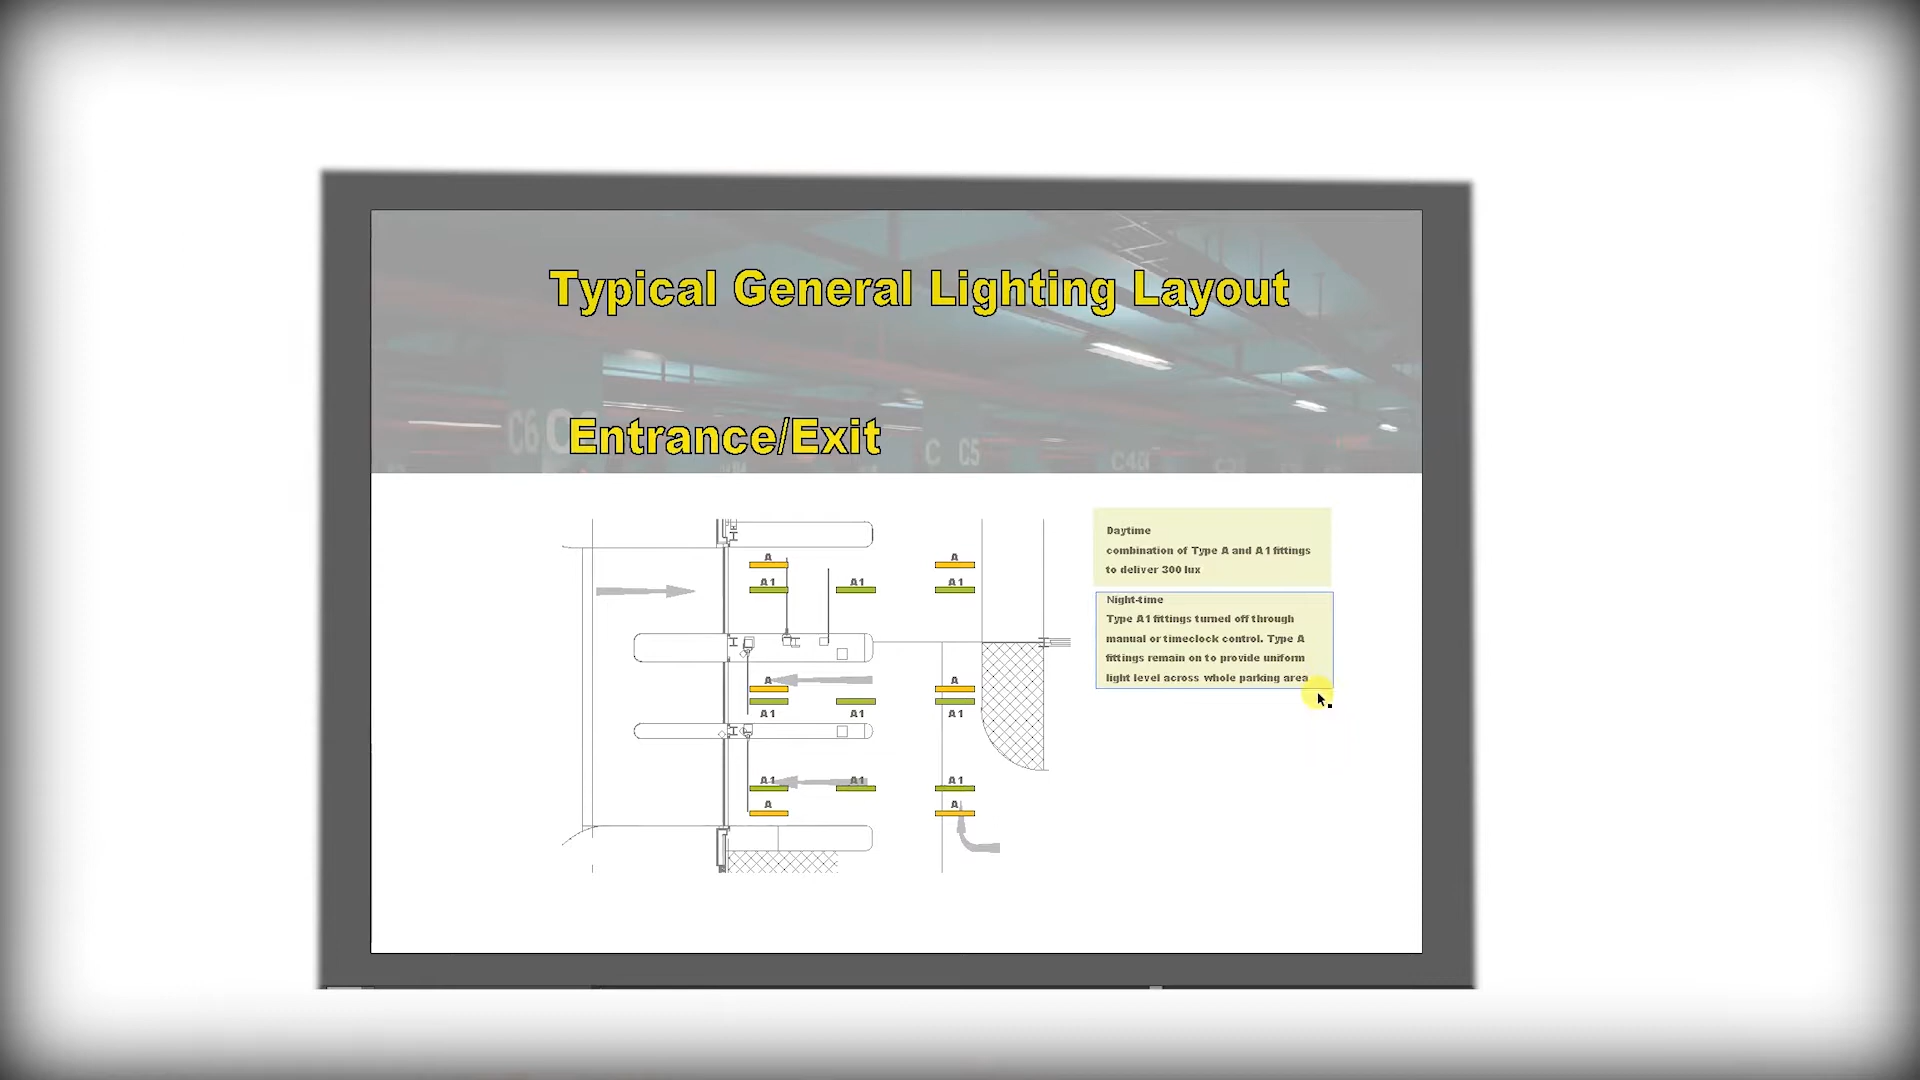 Typical General Lighting Layout
C6
Entrance/Exit
C
C5
A
A
A1
A1
A1
A
A
A1
A1
A1
A1
A1
A1
A
A
Daytime
combination of Type A and A1 fittings
to deliver 300 lux
Night-time
Type A1 fittings turned off through
manual or timeclock control. Type A
fittings remain on to provide uniform
light level across whole parking area